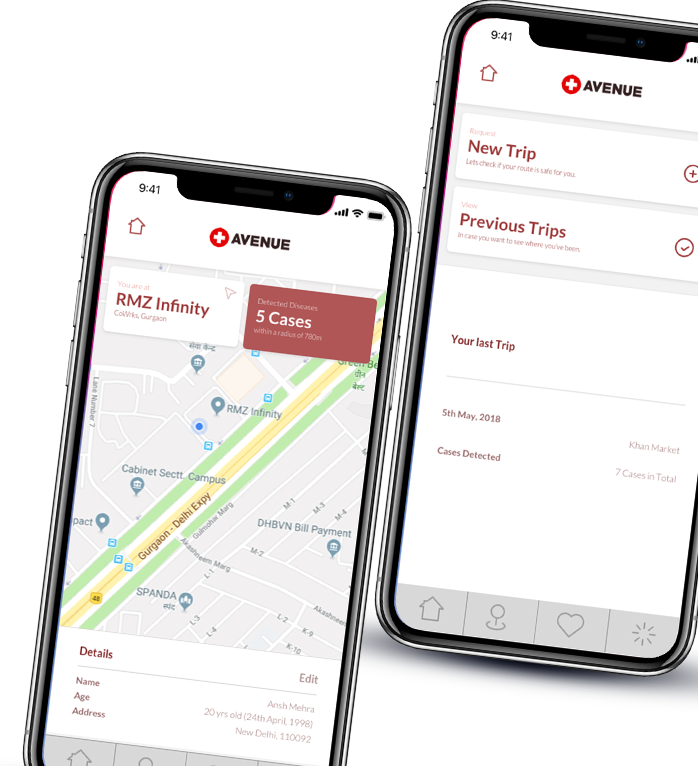 9:41
AVENUE
You are at
RMZ Infinity
CoWrks, Gurgaon
Detected Diseases
5 Cases
within a radius of 780m
Lane Number 7
RMZ Infinity
Cabinet Sectt. Campus
pact
Gurgaon - Delhi Expy
Gulmohar Marg
Akashneem Marg
M-1
M-3
M-4
M-2
DHBVN Bill Payment
L-1
48
SPANDA
L-3
L-4
L-2
K-9
K-10
Akashneem
Details
Edit
Name
Ansh Mehra
Age
20 yrs old (24th April, 1998)
Address
New Delhi, 110092
9:41
AVENUE
Request
New Trip
Lets check if your route is safe for you.
View
Previous Trips
In case you want to see where you've been.
Your last Trip
5th May, 2018
Khan Market
Cases Detected
7 Cases in Total